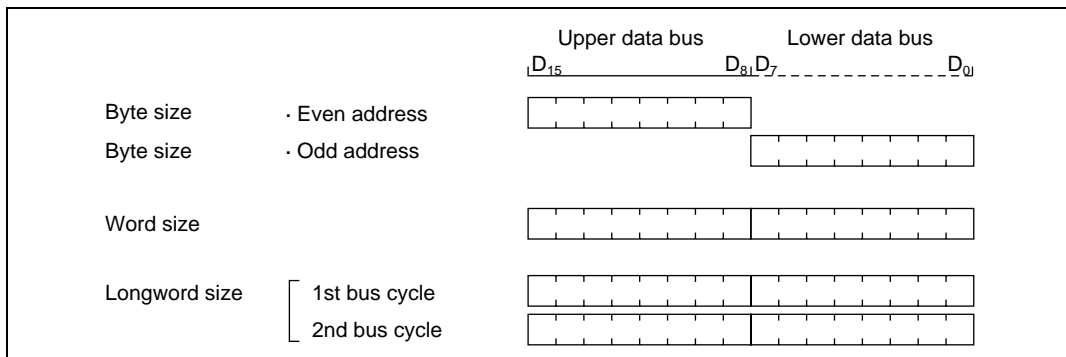 Upper data bus Lower data bus
D15 D8 D7 D0
Byte size · Even address
Byte size · Odd address
Word size
Longword size 1st bus cycle
2nd bus cycle